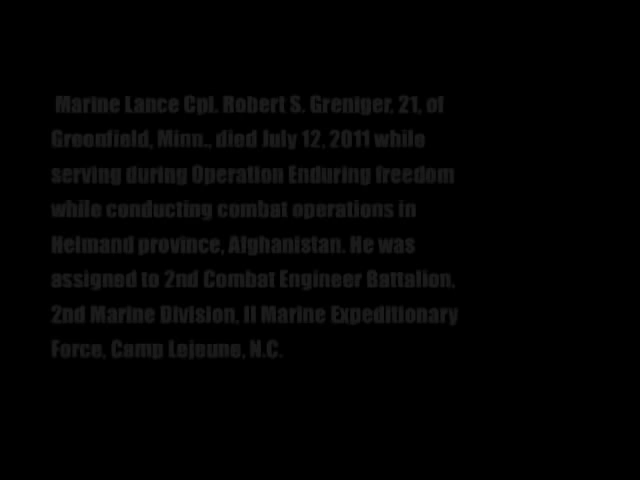 Marine Lance Cpl. Robert S. Greniger, 21, of
Greenfield, Minn., died July 12, 2011 while
serving during Operation Enduring freedom
while conducting combat operations in
Helmand province, Afghanistan. He was
assigned to 2nd Combat Engineer Battalion,
2nd Marine Division, II Marine Expeditionary
Force, Camp Lejeune, N.C.